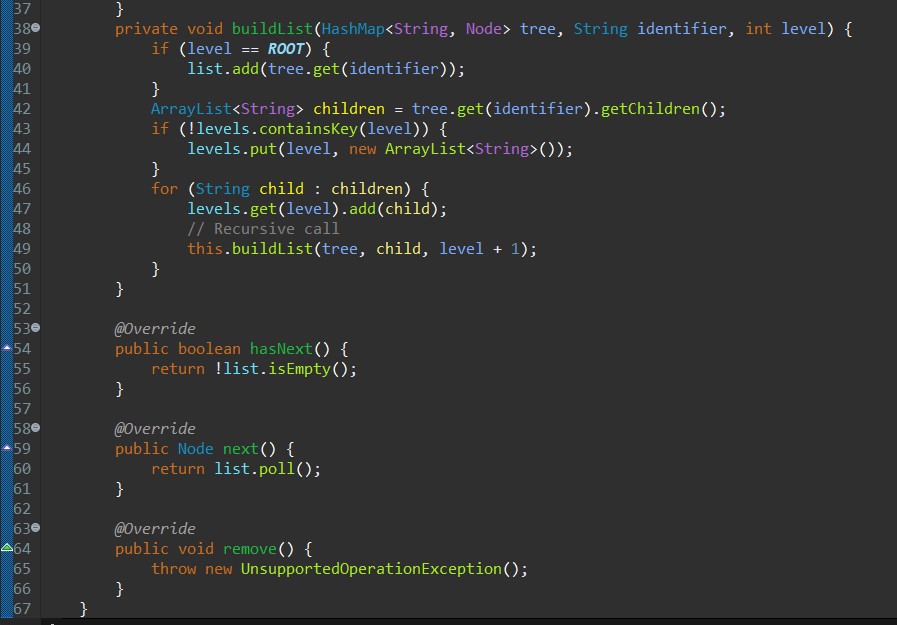 37 }
38 private void buildList(HashMap<String, Node> tree, String identifier, int level) {
39 if (level == ROOT) {
40 list.add(tree.get(identifier));
41 }
42 ArrayList<String> children = tree.get(identifier).getChildren();
43 if (!levels.containsKey(level)) {
44 levels.put(level, new ArrayList<String>());
45 }
46 for (String child : children) {
47 levels.get(level).add(child);
48 // Recursive call
49 this.buildList(tree, child, level + 1);
50 }
51 }
52
53 @Override
54 public boolean hasNext() {
55 return !list.isEmpty();
56 }
57
58 @Override
59 public Node next() {
60 return list.poll();
61 }
62
63 @Override
64 public void remove() {
65 throw new UnsupportedOperationException();
66 }
67 }